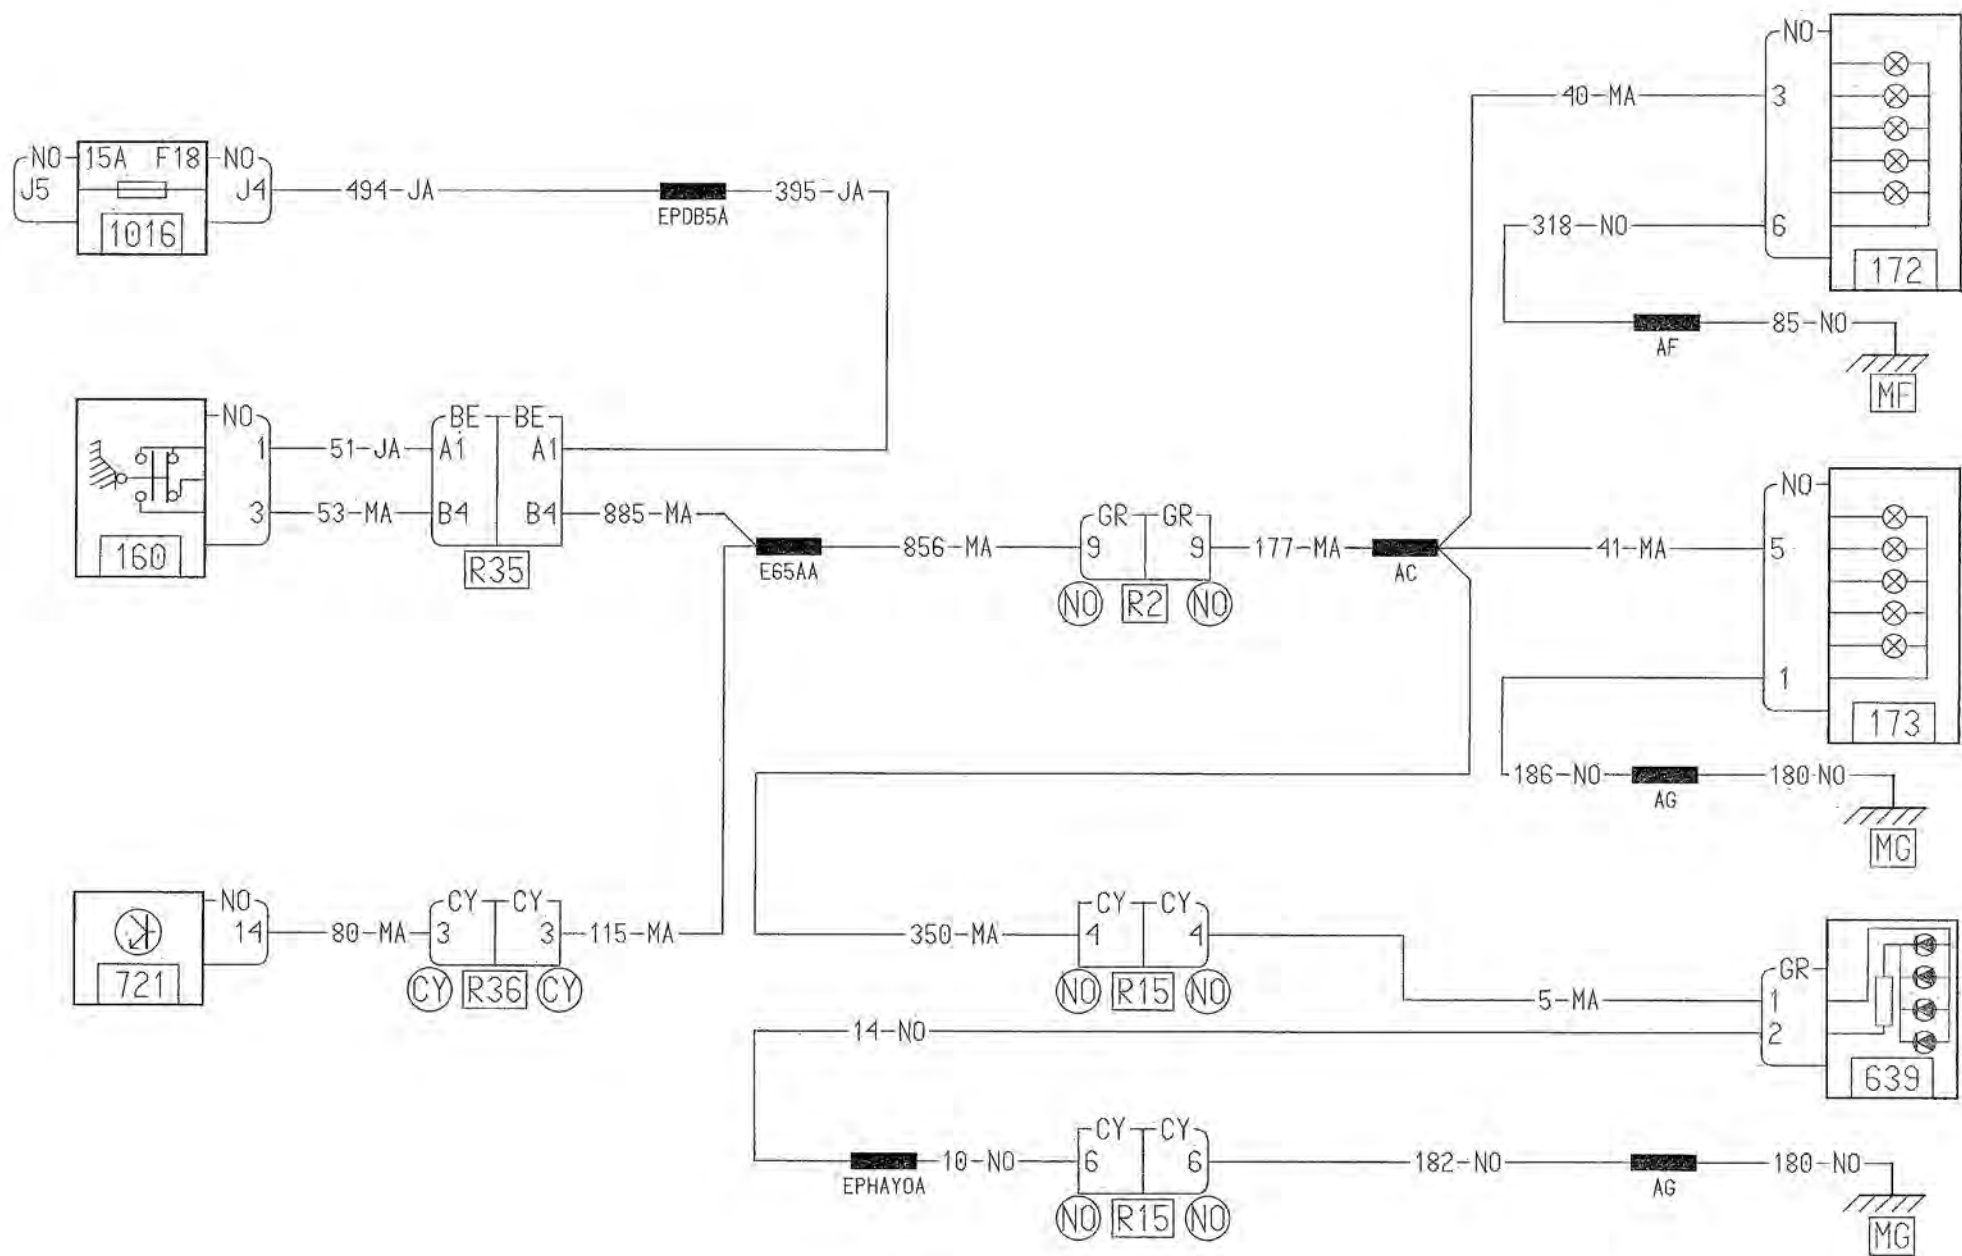 NO 15A F18 NO
J5 J4 494-JA 395-JA
EPDB5A
1016
NO
40-MA 3
318-NO 6
172
85-NO
AF
MF
NO BE BE
1 51-JA A1 A1
3 53-MA B4 B4 885-MA
160 R35
E65AA
856-MA
GR GR
9 9
NO R2 NO
177-MA
AC
NO
41-MA 5
1
173
186-NO 180-NO
AG
MG
NO CY CY
14 80-MA 3 3 115-MA
721 CY R36 CY
CY CY
350-MA 4 4
NO R15 NO
GR
5-MA 1
14-NO 2
639
CY CY
10-NO 6 6 182-NO 180-NO
EPHAYOA AG
NO R15 NO MG